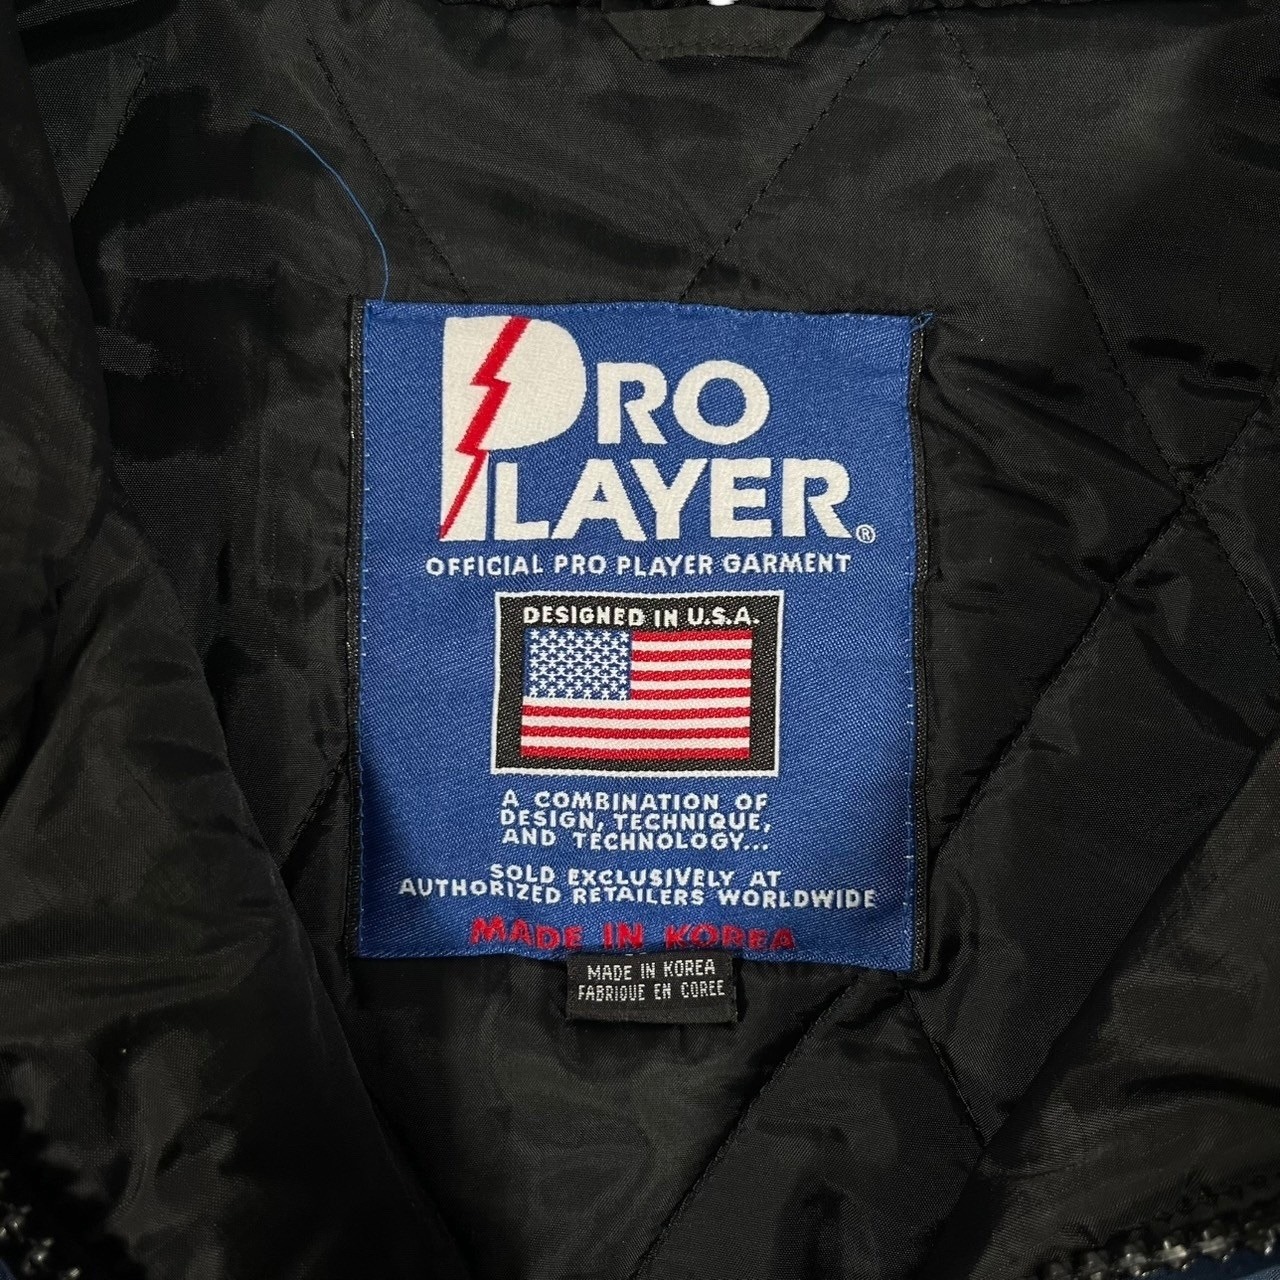 PRO
PLAYER®
OFFICIAL PRO PLAYER GARMENT
DESIGNED IN U.S.A.
A COMBINATION OF
DESIGN, TECHNIQUE,
AND TECHNOLOGY...
SOLD EXCLUSIVELY AT
AUTHORIZED RETAILERS WORLDWIDE
MADE IN KOREA
MADE IN KOREA
FABRIQUE EN COREE